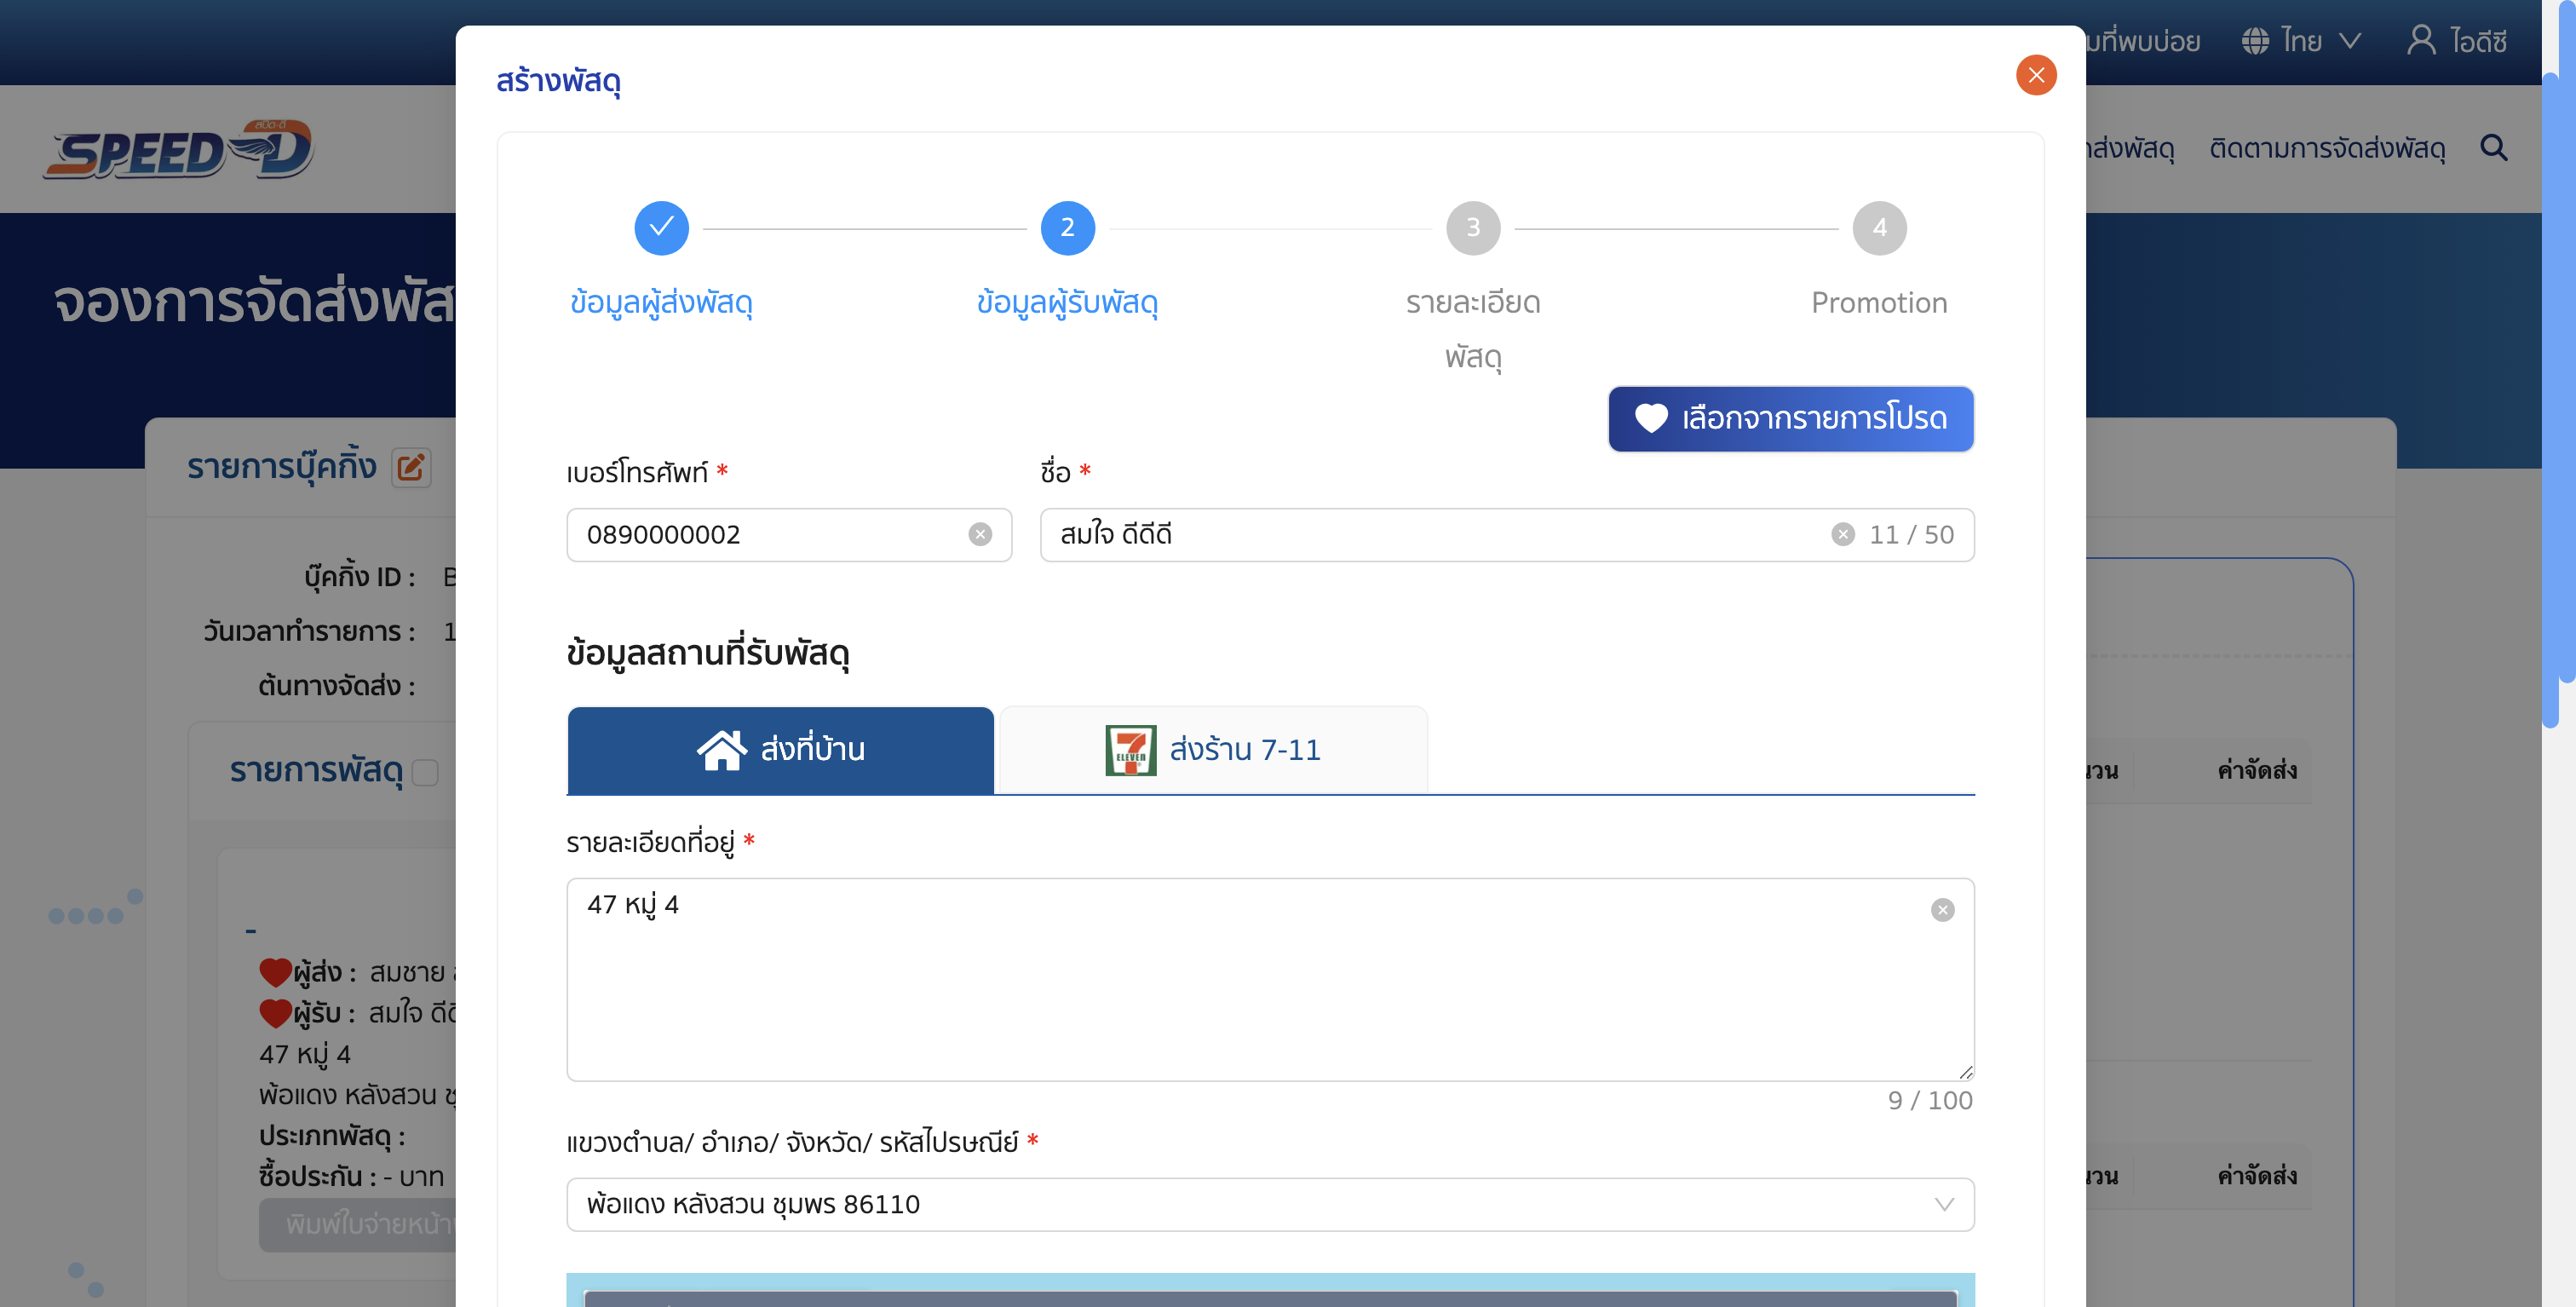 มที่พบบ่อย ไทย ไอดีซี
สร้างพัสดุ
สปีด-ดี
SPEED-D
ส่งพัสดุ ติดตามการจัดส่งพัสดุ
2 3 4
ข้อมูลผู้ส่งพัสดุ ข้อมูลผู้รับพัสดุ รายละเอียด Promotion
พัสดุ
จองการจัดส่งพัส
เลือกจากรายการโปรด
รายการบุ๊คกิ้ง
เบอร์โทรศัพท์ * ชื่อ *
0890000002 สมใจ ดีดีดี 11 / 50
บุ๊คกิ้ง ID : B
วันเวลาทำรายการ : 1
ต้นทางจัดส่ง :
ข้อมูลสถานที่รับพัสดุ
7 ELEVEN
ส่งที่บ้าน ส่งร้าน 7-11
รายการพัสดุ
วน ค่าจัดส่ง
รายละเอียดที่อยู่ *
47 หมู่ 4
9 / 100
-
ผู้ส่ง : สมชาย
ผู้รับ : สมใจ ดีดี
47 หมู่ 4
พ้อแดง หลังสวน ชุ
ประเภทพัสดุ :
ซื้อประกัน : - บาท
พิมพ์ใบจ่ายหน้า
แขวงตำบล/ อำเภอ/ จังหวัด/ รหัสไปรษณีย์ *
พ้อแดง หลังสวน ชุมพร 86110
วน ค่าจัดส่ง